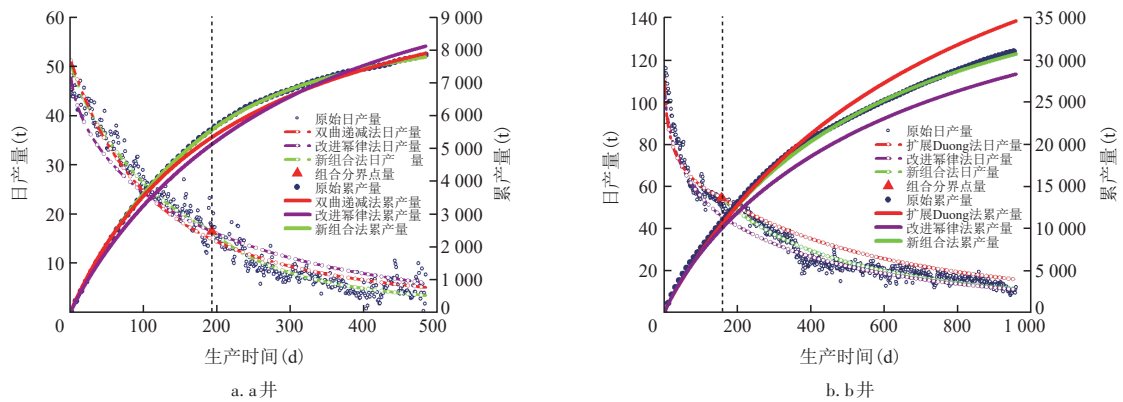 60
50
40
30
20
10
日产量(t)
9 000
8 000
7 000
6 000
5 000
4 000
3 000
2 000
1 000
0
累产量(t)
原始日产量
双曲递减法日产量
改进幂律法日产量
新组合法日产 量
组合分界点量
原始累产量
双曲递减法累产量
改进幂律法累产量
新组合法累产量
0 100 200 300 400 500
生产时间(d)
a. a井
140
120
100
80
60
40
20
日产量(t)
35 000
30 000
25 000
20 000
15 000
10 000
5 000
0
累产量(t)
原始日产量
扩展Duong法日产量
改进幂律法日产量
新组合法日产量
组合分界点量
原始累产量
扩展Duong法累产量
改进幂律法累产量
新组合法累产量
0 200 400 600 800 1 000
生产时间(d)
b. b井